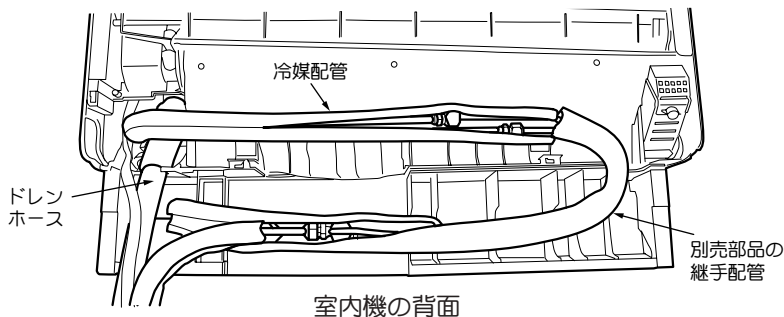 冷媒配管
ドレン
ホース
別売部品の
継手配管
室内機の背面